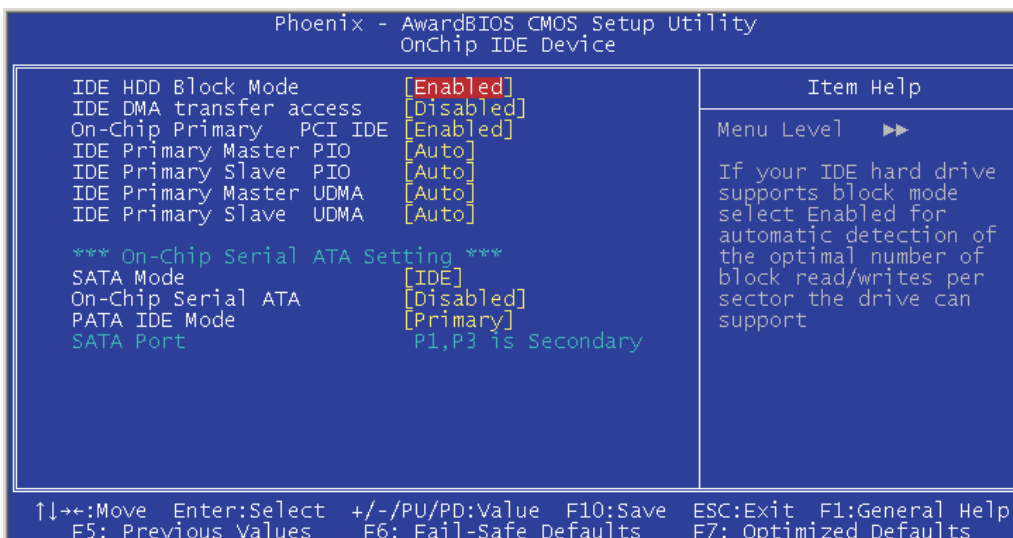 Phoenix - AwardBIOS CMOS Setup Utility
OnChip IDE Device
IDE HDD Block Mode [Enabled]
IDE DMA transfer access [Disabled]
On-Chip Primary PCI IDE [Enabled]
IDE Primary Master PIO [Auto]
IDE Primary Slave PIO [Auto]
IDE Primary Master UDMA [Auto]
IDE Primary Slave UDMA [Auto]
*** On-Chip Serial ATA Setting ***
SATA Mode [IDE]
On-Chip Serial ATA [Disabled]
PATA IDE Mode [Primary]
SATA Port P1,P3 is Secondary
Item Help
Menu Level ▶▶
If your IDE hard drive
supports block mode
select Enabled for
automatic detection of
the optimal number of
block read/writes per
sector the drive can
support
↑↓→←:Move Enter:Select +/-/PU/PD:Value F10:Save ESC:Exit F1:General Help
F5: Previous Values F6: Fail-Safe Defaults F7: Optimized Defaults